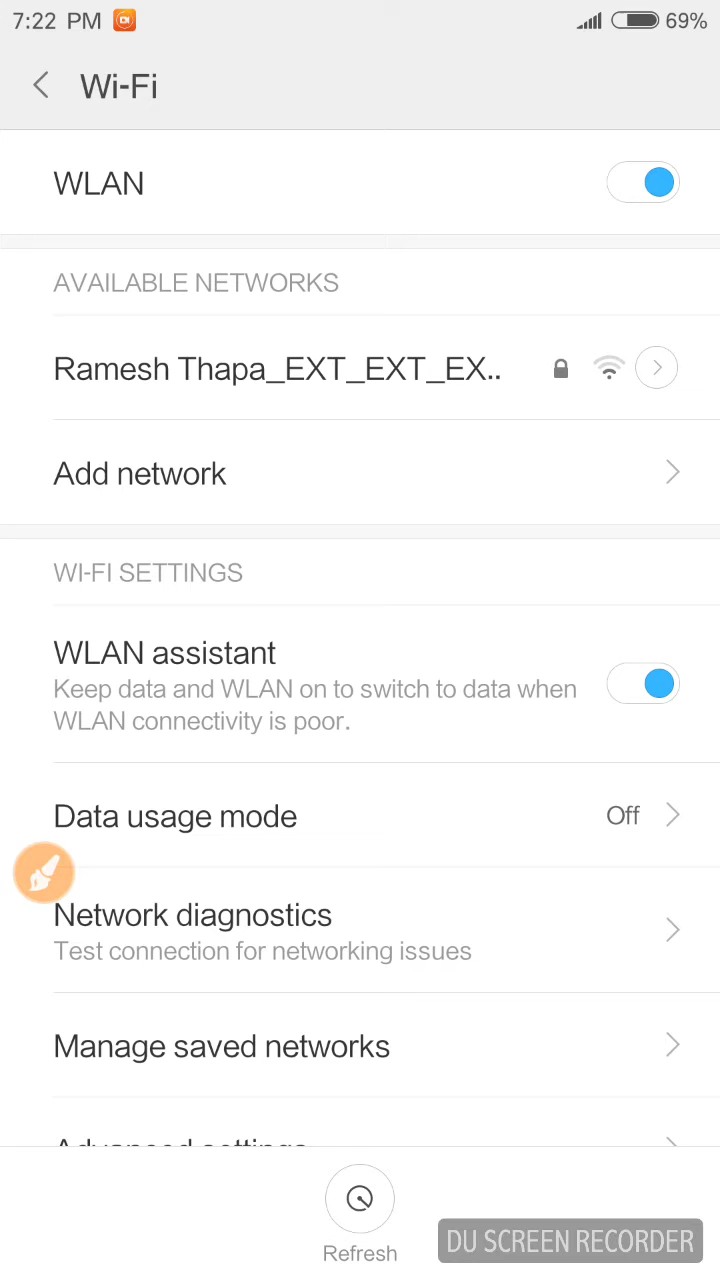 7:22 PM 69%
Wi-Fi
WLAN
AVAILABLE NETWORKS
Ramesh Thapa_EXT_EXT_EX..
Add network
WI-FI SETTINGS
WLAN assistant
Keep data and WLAN on to switch to data when
WLAN connectivity is poor.
Data usage mode Off
Network diagnostics
Test connection for networking issues
Manage saved networks
Advanced settings
Refresh
DU SCREEN RECORDER